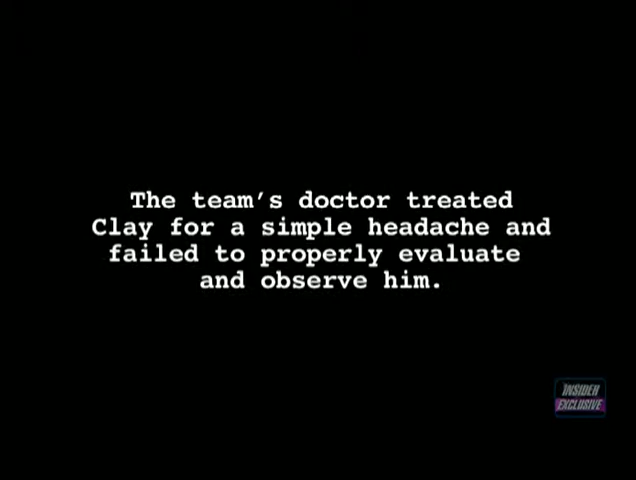 The team’s doctor treated
Clay for a simple headache and
failed to properly evaluate
and observe him.
INSIDER
EXCLUSIVE